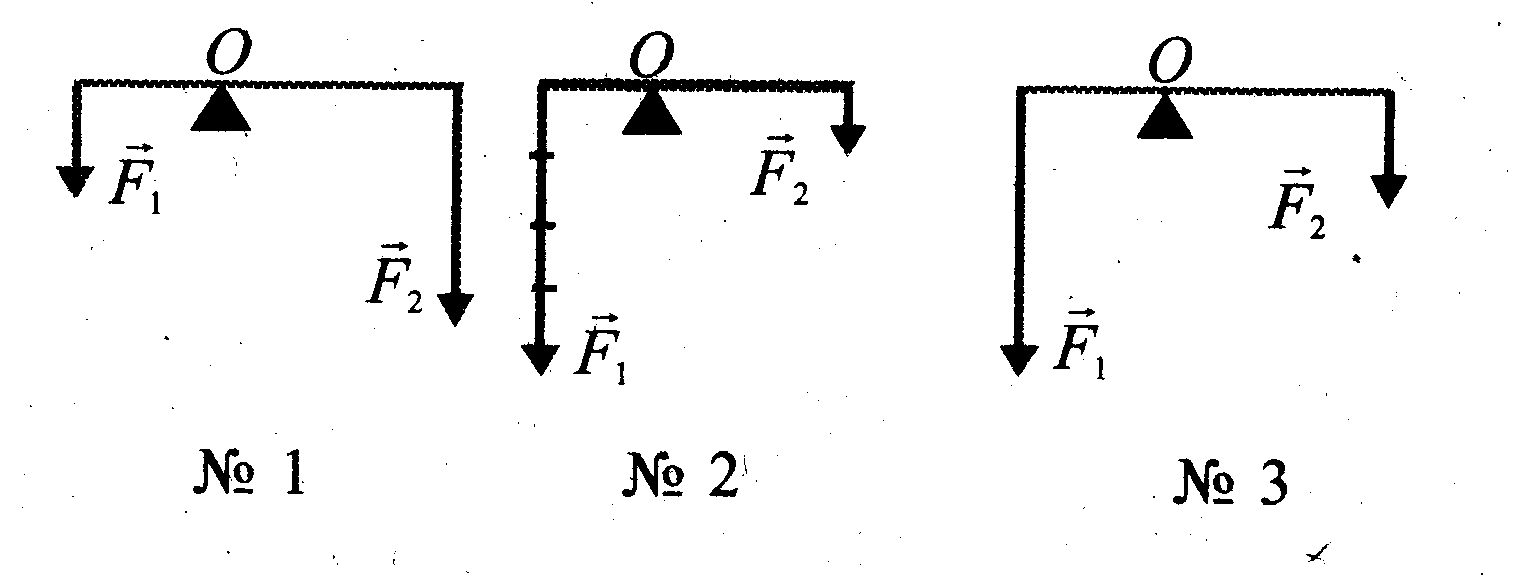 O O O
F⃗₁ F⃗₂ F⃗₂ F⃗₂
F⃗₁ F⃗₁
№ 1 № 2 № 3